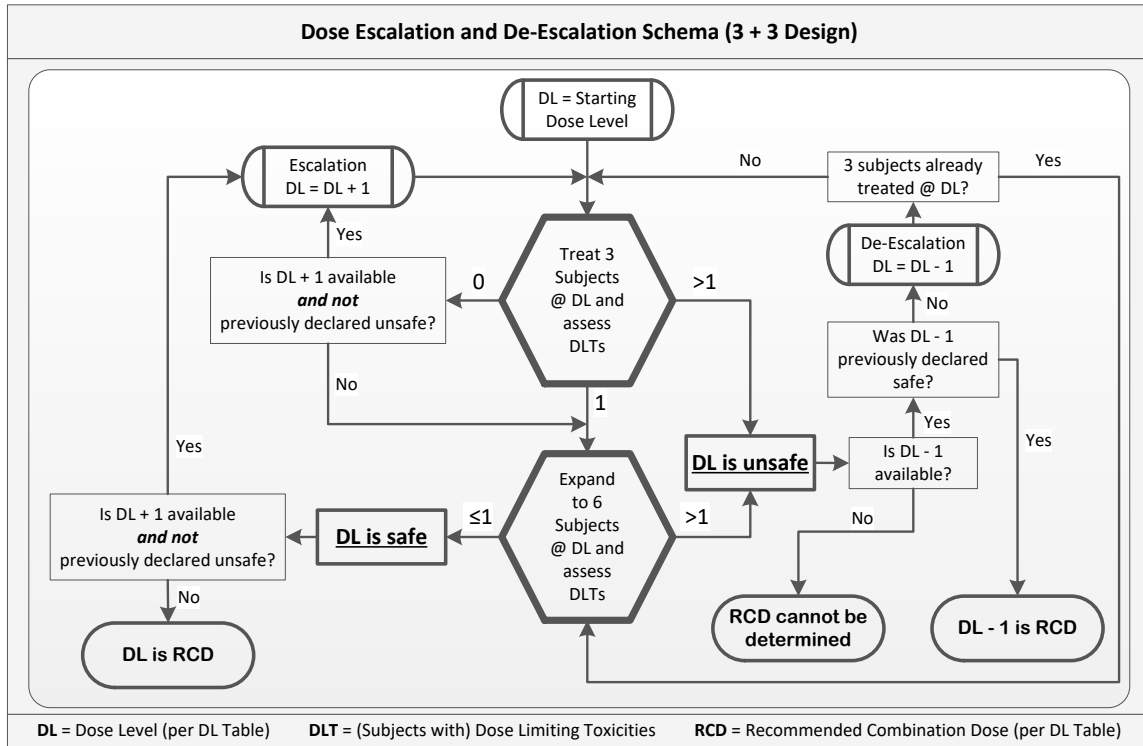 Dose Escalation and De-Escalation Schema (3 + 3 Design)
DL = Starting
Dose Level
Escalation
DL = DL + 1
No
3 subjects already
treated @ DL?
Yes
Yes
Is DL + 1 available
and not
previously declared unsafe?
0
Treat 3
Subjects
@ DL and
assess
DLTs
>1
De-Escalation
DL = DL - 1
No
Was DL - 1
previously declared
safe?
No
1
Yes
DL is unsafe
Yes
Is DL - 1
available?
Yes
Is DL + 1 available
and not
previously declared unsafe?
DL is safe
≤1
Expand
to 6
Subjects
@ DL and
assess
DLTs
>1
No
No
DL is RCD
RCD cannot be
determined
DL - 1 is RCD
DL = Dose Level (per DL Table) DLT = (Subjects with) Dose Limiting Toxicities RCD = Recommended Combination Dose (per DL Table)